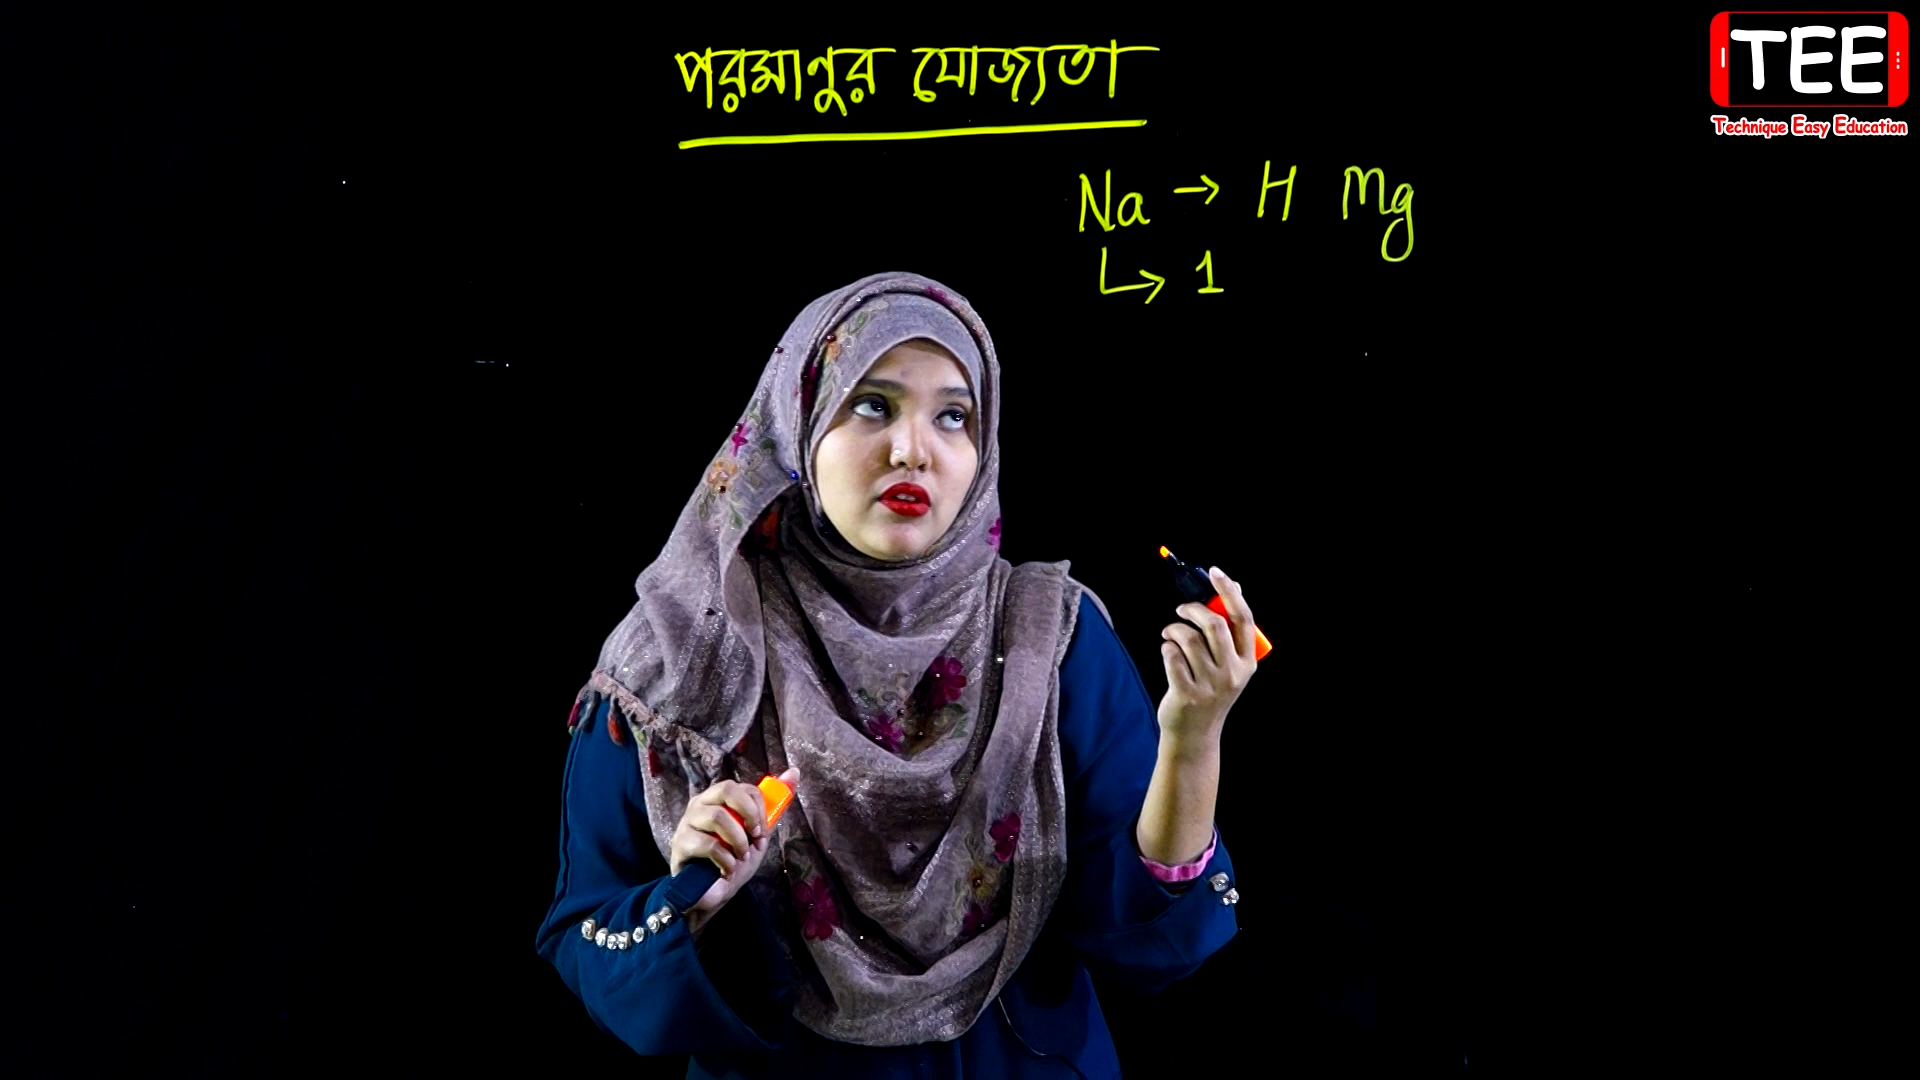 পরমানুর যোজ্যতা
TEE
Technique Easy Education
Na → H Mg
↳ 1